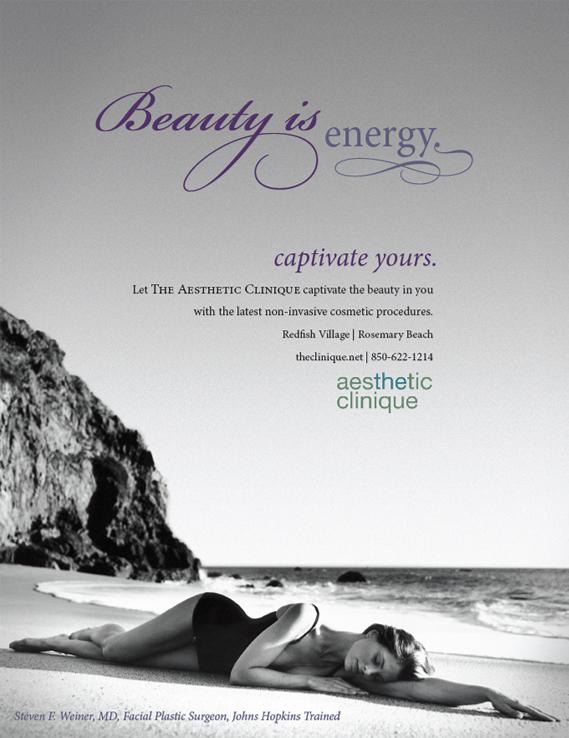 Beauty is energy.
captivate yours.
Let THE AESTHETIC CLINIQUE captivate the beauty in you
with the latest non-invasive cosmetic procedures.
Redfish Village | Rosemary Beach
theclinique.net | 850-622-1214
aesthetic
clinique
Steven F. Weiner, MD, Facial Plastic Surgeon, Johns Hopkins Trained